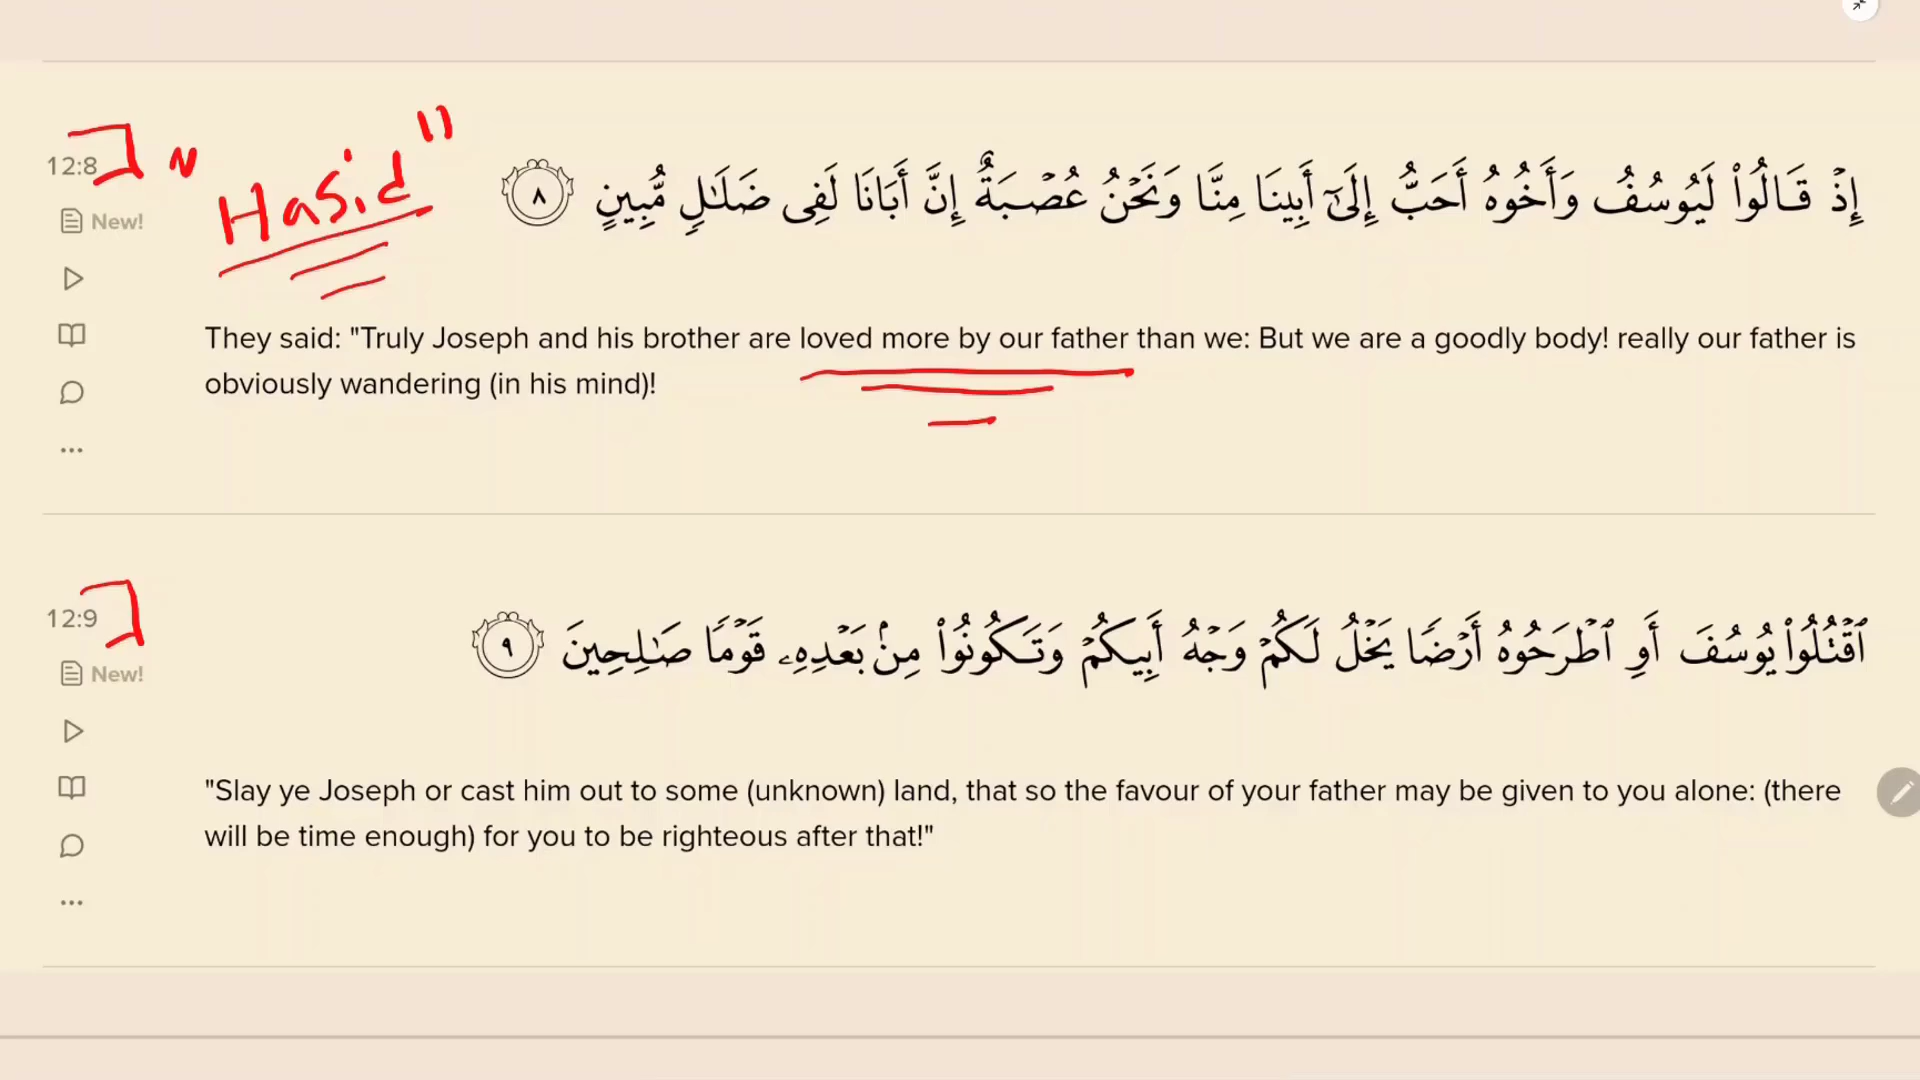 12:8
"Hasid"
إِذْ قَالُوا۟ لَيُوسُفُ وَأَخُوهُ أَحَبُّ إِلَىٰٓ أَبِينَا مِنَّا وَنَحْنُ عُصْبَةٌ إِنَّ أَبَانَا لَفِى ضَلَـٰلٍ مُّبِينٍ ٨
New!
They said: "Truly Joseph and his brother are loved more by our father than we: But we are a goodly body! really our father is
obviously wandering (in his mind)!
12:9
ٱقْتُلُوا۟ يُوسُفَ أَوِ ٱطْرَحُوهُ أَرْضًا يَخْلُ لَكُمْ وَجْهُ أَبِيكُمْ وَتَكُونُوا۟ مِنۢ بَعْدِهِۦ قَوْمًا صَـٰلِحِينَ ٩
New!
"Slay ye Joseph or cast him out to some (unknown) land, that so the favour of your father may be given to you alone: (there
will be time enough) for you to be righteous after that!"